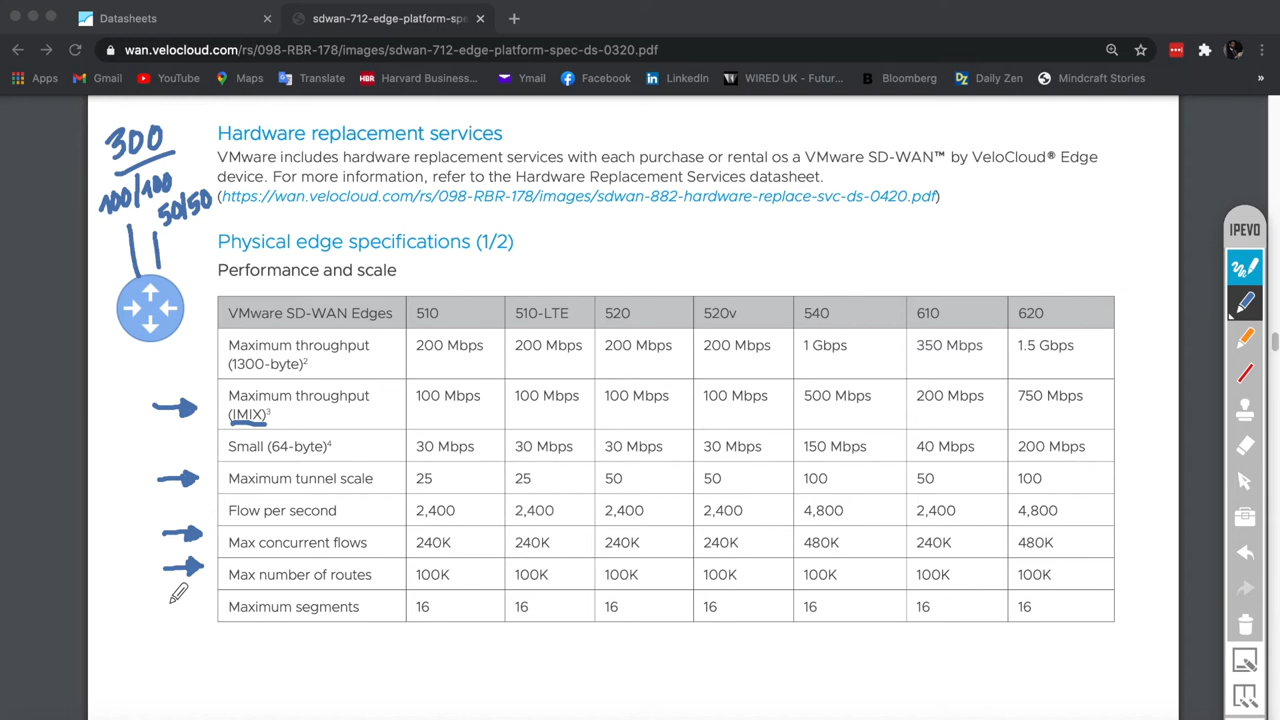 Datasheets
sdwan-712-edge-platform-spe
wan.velocloud.com/rs/098-RBR-178/images/sdwan-712-edge-platform-spec-ds-0320.pdf
Apps Gmail YouTube Maps Translate HBR Harvard Business... Ymail Facebook LinkedIn WIRED UK - Futur... B Bloomberg DZ Daily Zen Mindcraft Stories »
300
100/100
50/50
Hardware replacement services
VMware includes hardware replacement services with each purchase or rental os a VMware SD-WAN™ by VeloCloud® Edge
device. For more information, refer to the Hardware Replacement Services datasheet.
(https://wan.velocloud.com/rs/098-RBR-178/images/sdwan-882-hardware-replace-svc-ds-0420.pdf)
Physical edge specifications (1/2)
Performance and scale
VMware SD-WAN Edges 510 510-LTE 520 520v 540 610 620
Maximum throughput (1300-byte)2 200 Mbps 200 Mbps 200 Mbps 200 Mbps 1 Gbps 350 Mbps 1.5 Gbps
Maximum throughput (IMIX)3 100 Mbps 100 Mbps 100 Mbps 100 Mbps 500 Mbps 200 Mbps 750 Mbps
Small (64-byte)4 30 Mbps 30 Mbps 30 Mbps 30 Mbps 150 Mbps 40 Mbps 200 Mbps
Maximum tunnel scale 25 25 50 50 100 50 100
Flow per second 2,400 2,400 2,400 2,400 4,800 2,400 4,800
Max concurrent flows 240K 240K 240K 240K 480K 240K 480K
Max number of routes 100K 100K 100K 100K 100K 100K 100K
Maximum segments 16 16 16 16 16 16 16
IPEVO